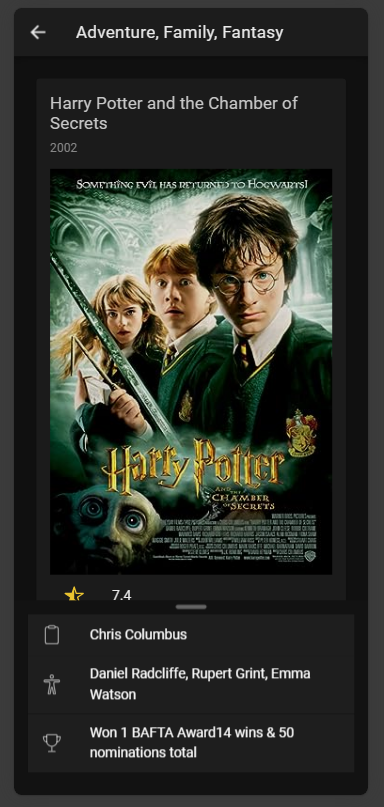 Adventure, Family, Fantasy
Harry Potter and the Chamber of
Secrets
2002
SOMETHING EVIL HAS RETURNED TO HOGWARTS!
Harry Potter
AND THE
CHAMBER
OF SECRETS
7.4
Chris Columbus
Daniel Radcliffe, Rupert Grint, Emma
Watson
Won 1 BAFTA Award14 wins & 50
nominations total